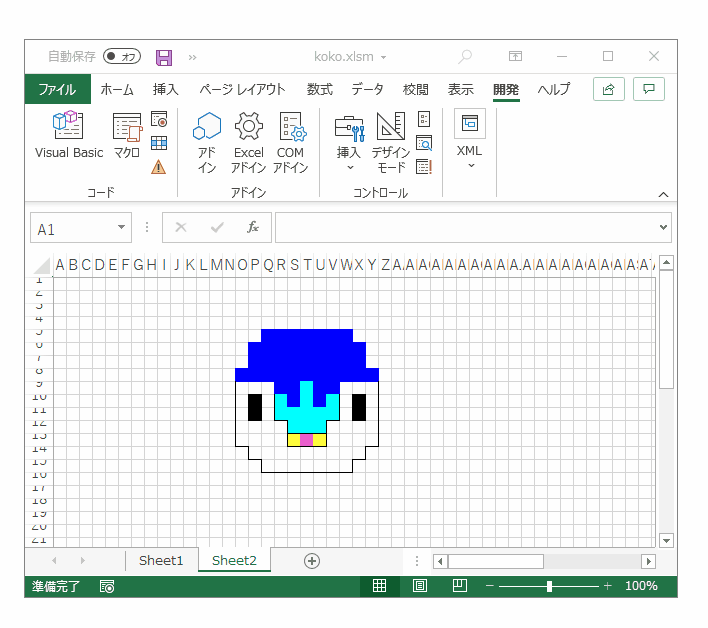 自動保存 オフ » koko.xlsm
ファイル ホーム 挿入 ページ レイアウト 数式 データ 校閲 表示 開発 ヘルプ
Visual Basic マクロ アドイン Excel アドイン COM アドイン 挿入 デザイン モード XML
コード アドイン コントロール
A1 fx
A B C D E F G H I J K L M N O P Q R S T U V W X Y Z
1
2
3
4
5
6
7
8
9
10
11
12
13
14
15
16
17
18
19
20
21
Sheet1 Sheet2
準備完了 100%